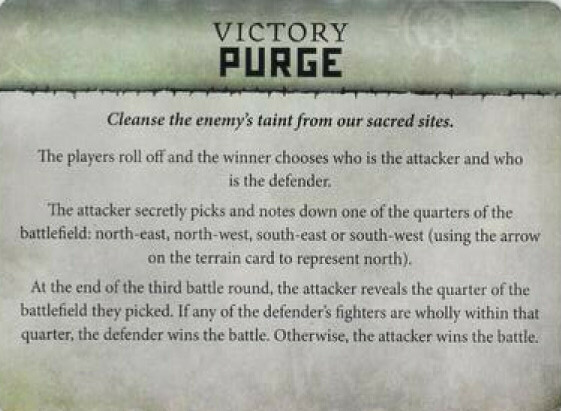 VICTORY
PURGE
Cleanse the enemy's taint from our sacred sites.
The players roll off and the winner chooses who is the attacker and who
is the defender.
The attacker secretly picks and notes down one of the quarters of the
battlefield: north-east, north-west, south-east or south-west (using the arrow
on the terrain card to represent north).
At the end of the third battle round, the attacker reveals the quarter of the
battlefield they picked. If any of the defender's fighters are wholly within that
quarter, the defender wins the battle. Otherwise, the attacker wins the battle.